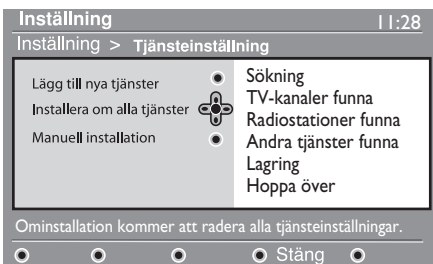 Inställning 11:28
Inställning > Tjänsteinställning
Lägg till nya tjänster
Installera om alla tjänster
Manuell installation
Sökning
TV-kanaler funna
Radiostationer funna
Andra tjänster funna
Lagring
Hoppa över
Ominstallation kommer att radera alla tjänsteinställningar.
Stäng